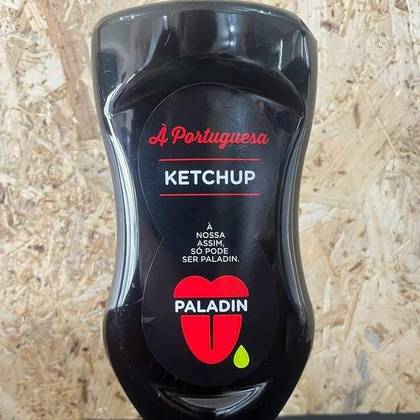 À Portuguesa
KETCHUP
À
NOSSA
ASSIM,
SÓ PODE
SER PALADIN.
PALADIN